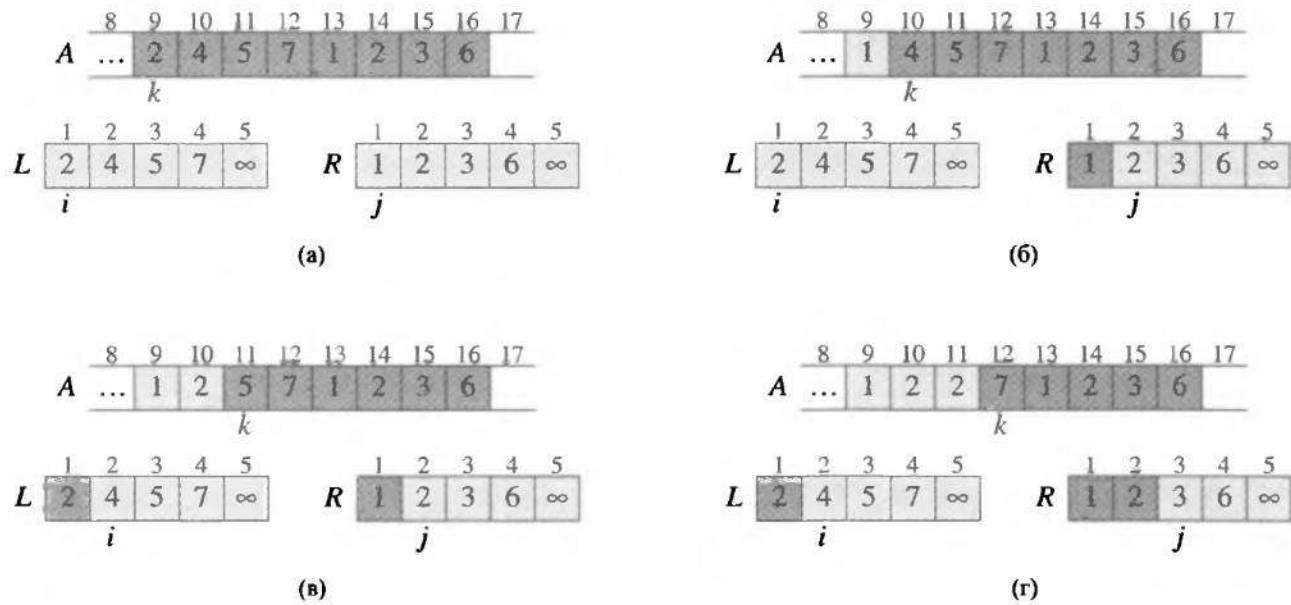 8 9 10 11 12 13 14 15 16 17
A ... 2 4 5 7 1 2 3 6
k
1 2 3 4 5
L 2 4 5 7 ∞
i
1 2 3 4 5
R 1 2 3 6 ∞
j
(а)
8 9 10 11 12 13 14 15 16 17
A ... 1 4 5 7 1 2 3 6
k
1 2 3 4 5
L 2 4 5 7 ∞
i
1 2 3 4 5
R 1 2 3 6 ∞
j
(б)
8 9 10 11 12 13 14 15 16 17
A ... 1 2 5 7 1 2 3 6
k
1 2 3 4 5
L 2 4 5 7 ∞
i
1 2 3 4 5
R 1 2 3 6 ∞
j
(в)
8 9 10 11 12 13 14 15 16 17
A ... 1 2 2 7 1 2 3 6
k
1 2 3 4 5
L 2 4 5 7 ∞
i
1 2 3 4 5
R 1 2 3 6 ∞
j
(г)